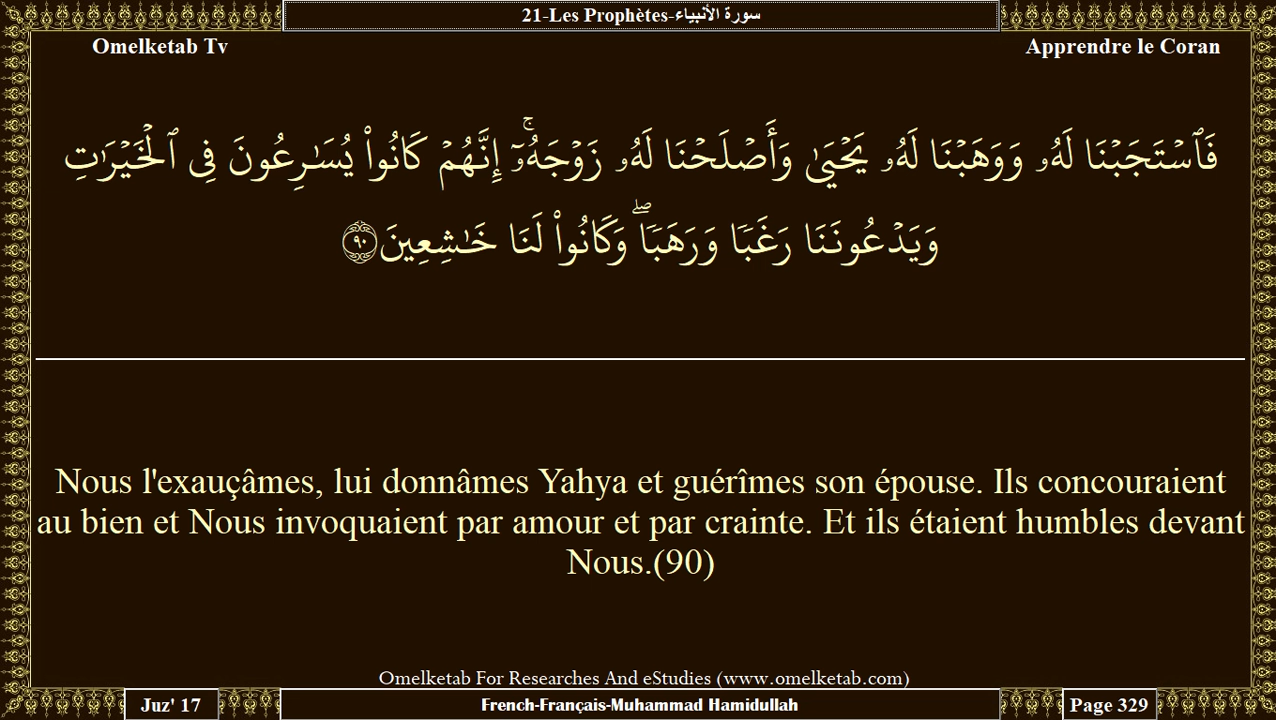 21-Les Prophètes-سورة الأنبياء
Omelketab Tv
Apprendre le Coran
فَٱسۡتَجَبۡنَا لَهُۥ وَوَهَبۡنَا لَهُۥ يَحۡيَىٰ وَأَصۡلَحۡنَا لَهُۥ زَوۡجَهُۥٓۚ إِنَّهُمۡ كَانُواْ يُسَٰرِعُونَ فِي ٱلۡخَيۡرَٰتِ
وَيَدۡعُونَنَا رَغَبٗا وَرَهَبٗاۖ وَكَانُواْ لَنَا خَٰشِعِينَ ٩٠
Nous l'exauçâmes, lui donnâmes Yahya et guérîmes son épouse. Ils concouraient
au bien et Nous invoquaient par amour et par crainte. Et ils étaient humbles devant
Nous.(90)
Omelketab For Researches And eStudies (www.omelketab.com)
Juz' 17
French-Français-Muhammad Hamidullah
Page 329